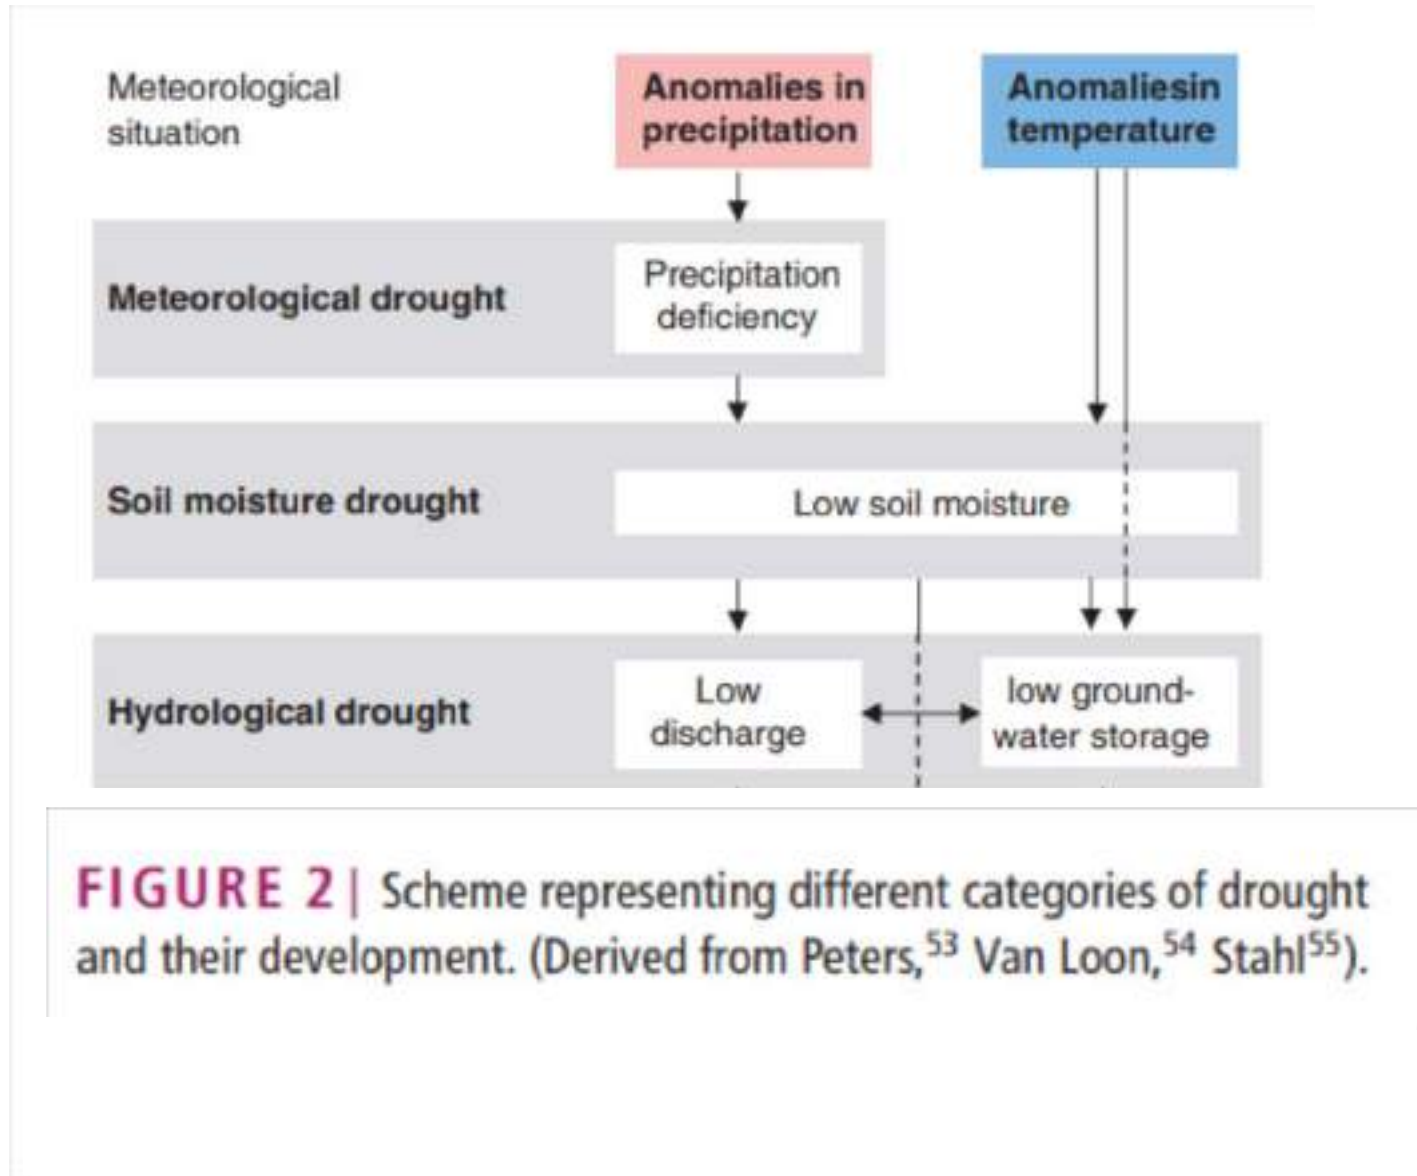 Meteorological
situation
Anomalies in
precipitation
Anomaliesin
temperature
Meteorological drought
Precipitation
deficiency
Soil moisture drought
Low soil moisture
Hydrological drought
Low
discharge
low ground-
water storage
FIGURE 2 | Scheme representing different categories of drought
and their development. (Derived from Peters,53 Van Loon,54 Stahl55).